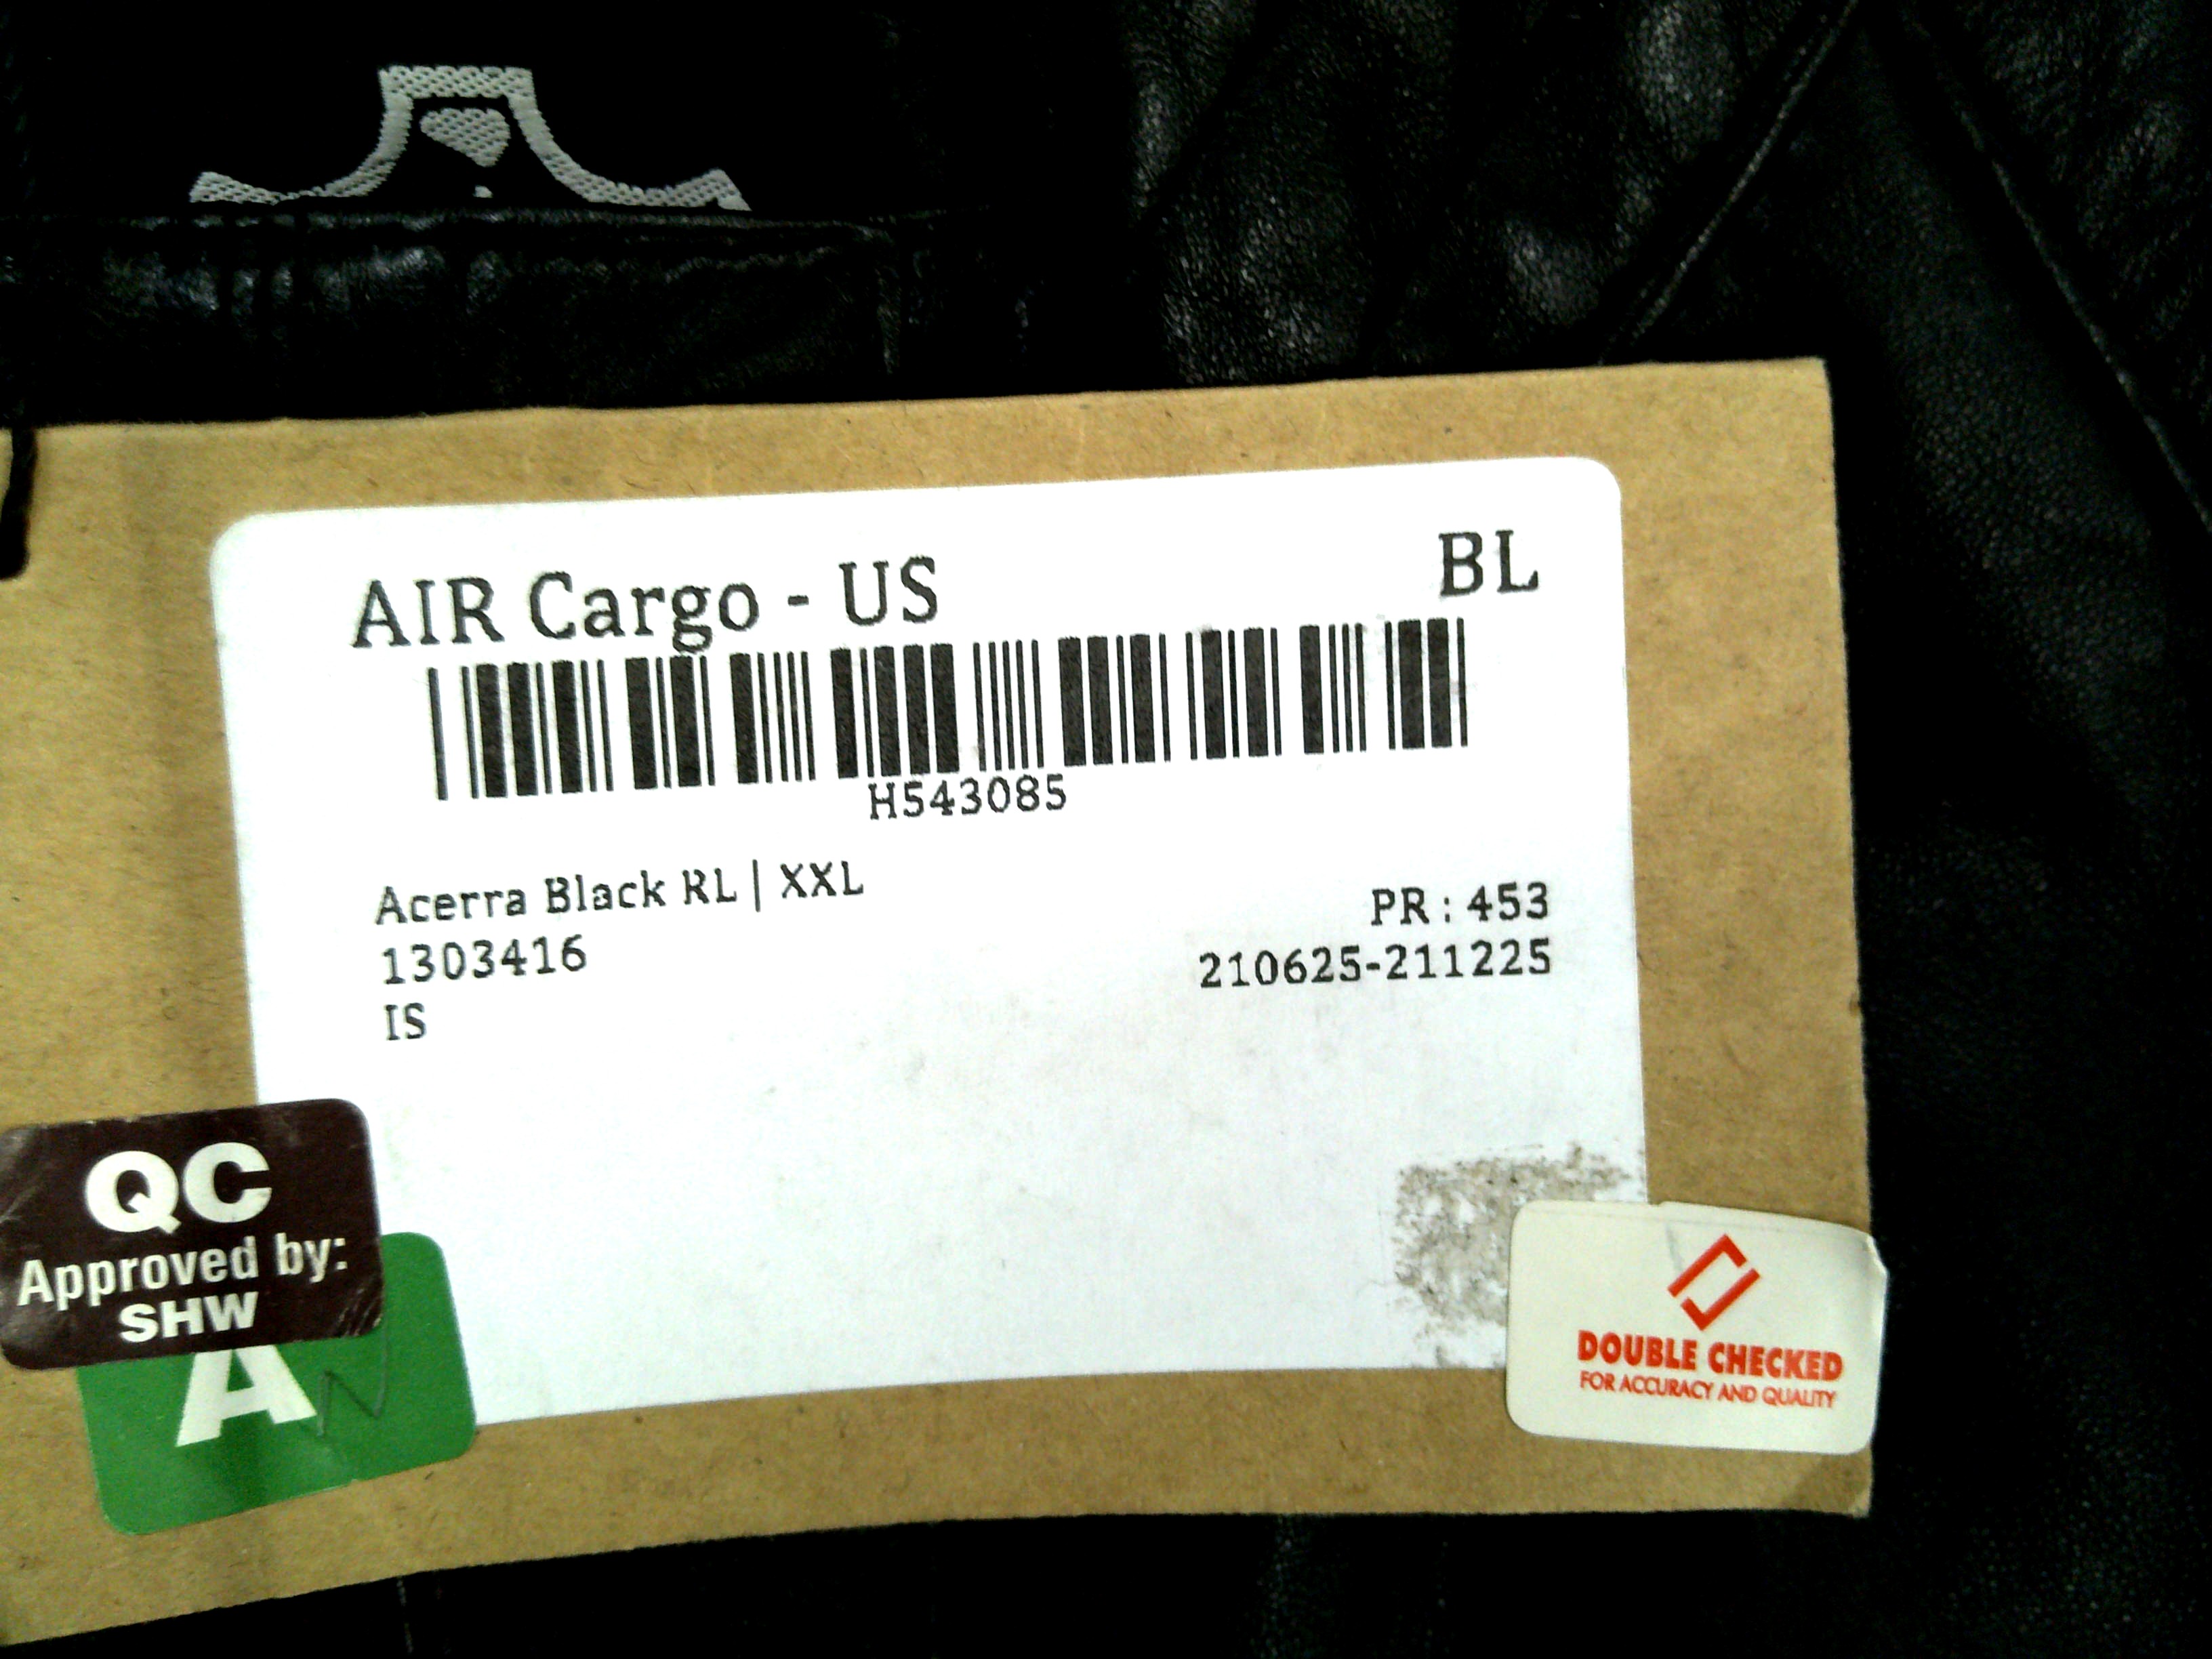 AIR Cargo - US BL
H543085
Acerra Black RL | XXL
1303416
PR : 453
IS
210625-211225
QC
Approved by:
SHW
A
DOUBLE CHECKED
FOR ACCURACY AND QUALITY